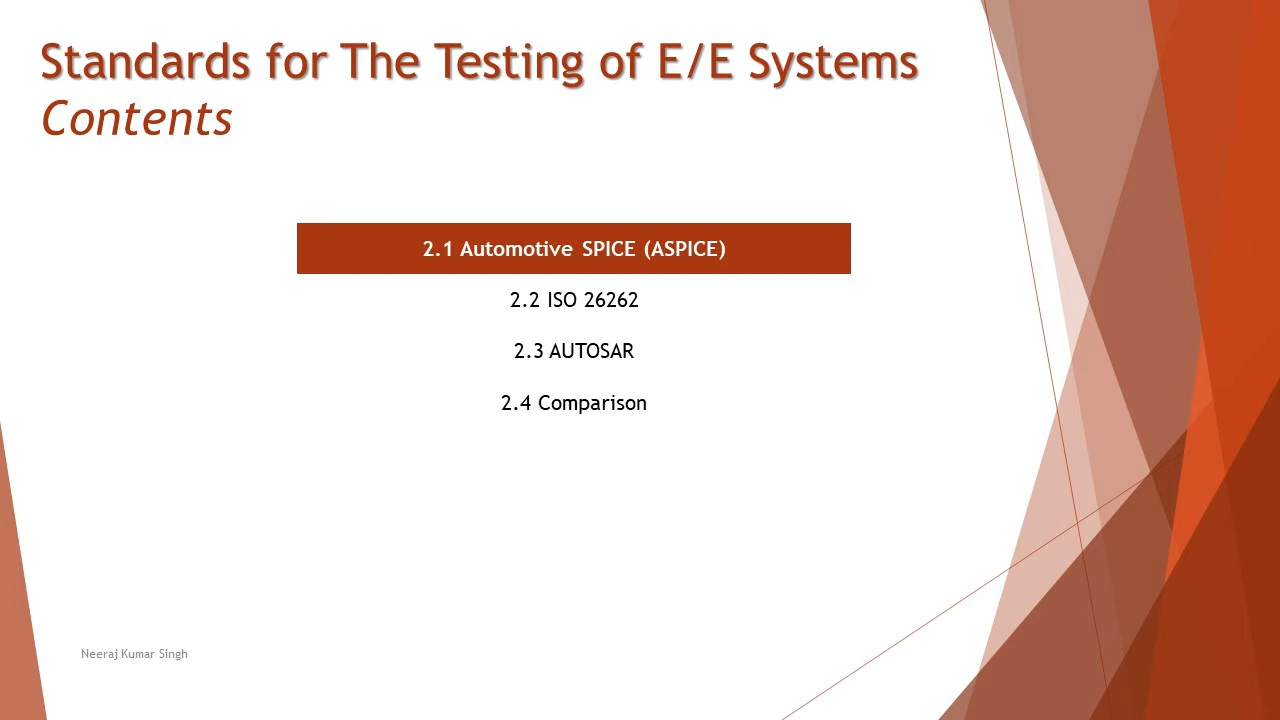 Standards for The Testing of E/E Systems
Contents
2.1 Automotive SPICE (ASPICE)
2.2 ISO 26262
2.3 AUTOSAR
2.4 Comparison
Neeraj Kumar Singh